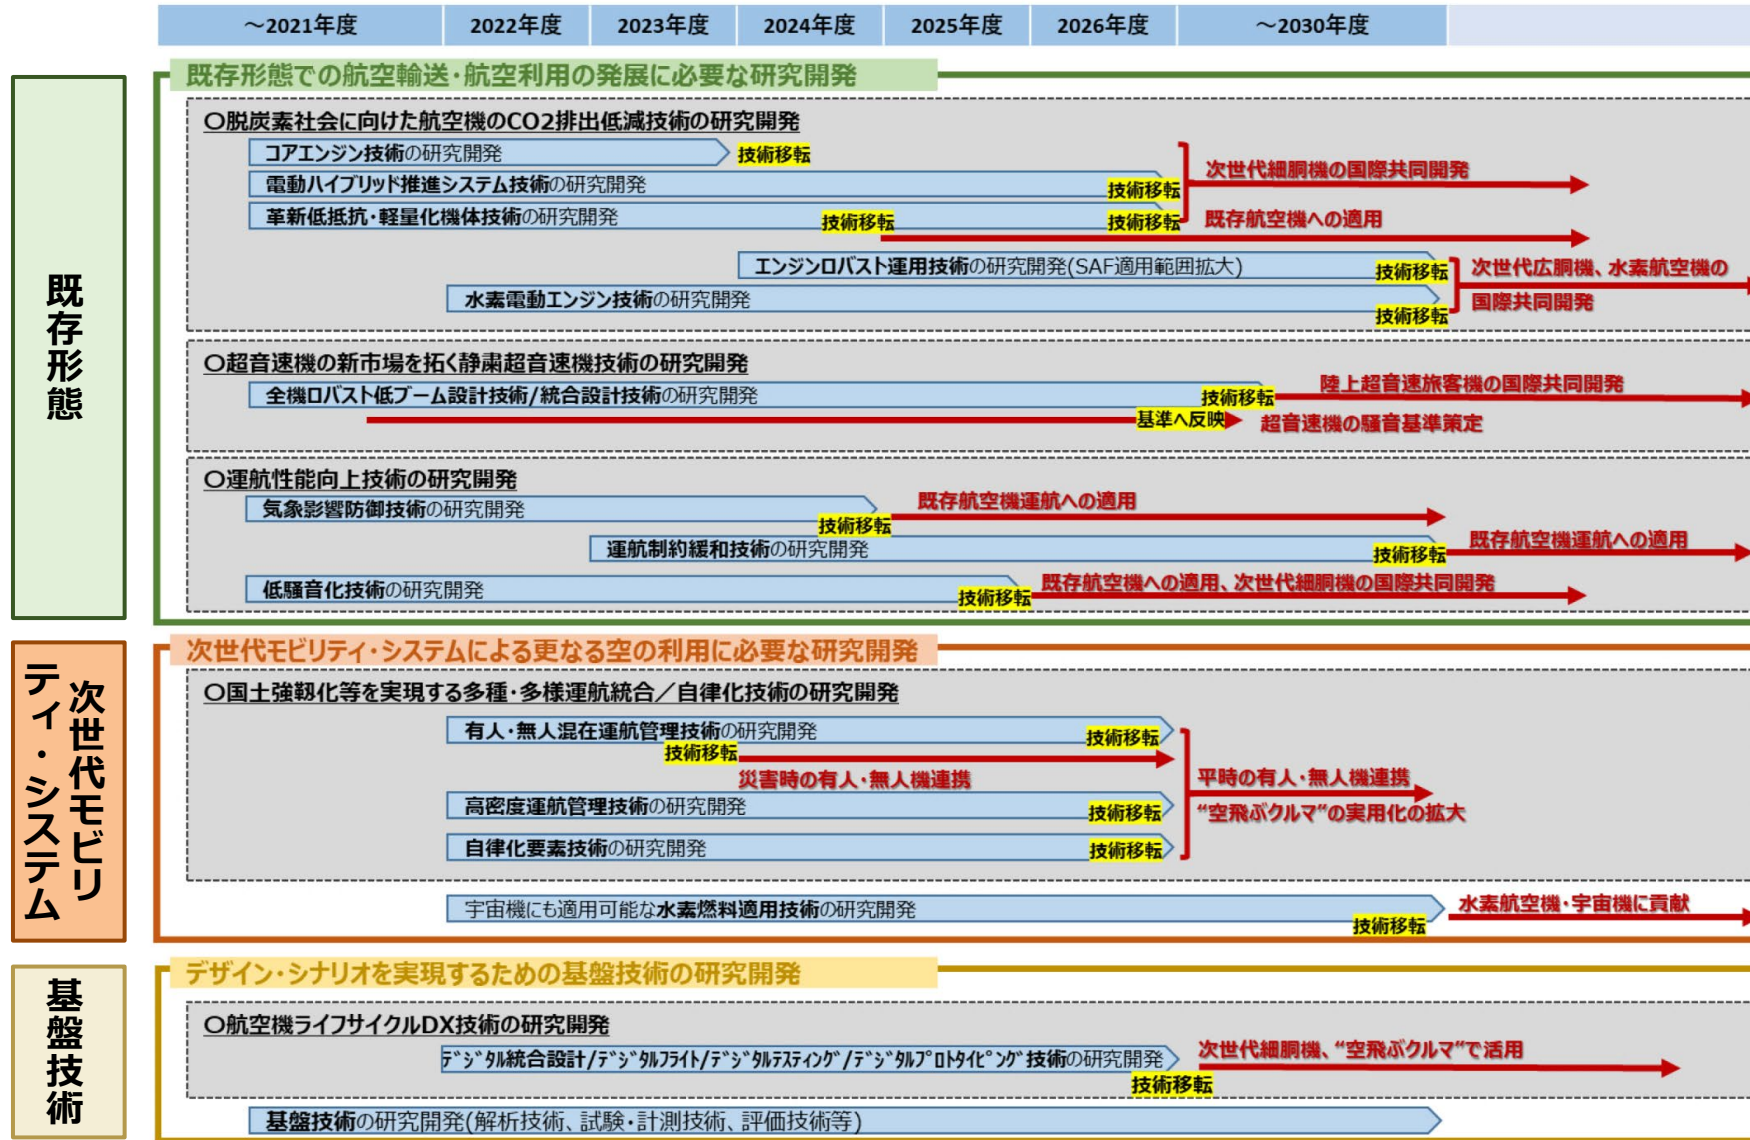 ～2021年度
2022年度
2023年度
2024年度
2025年度
2026年度
～2030年度
既存形態
既存形態での航空輸送・航空利用の発展に必要な研究開発
○脱炭素社会に向けた航空機のCO2排出低減技術の研究開発
コアエンジン技術の研究開発
技術移転
電動ハイブリッド推進システム技術の研究開発
技術移転
次世代細胴機の国際共同開発
革新低抵抗・軽量化機体技術の研究開発
技術移転
技術移転
既存航空機への適用
エンジンロバスト運用技術の研究開発(SAF適用範囲拡大)
技術移転
次世代広胴機、水素航空機の
国際共同開発
水素電動エンジン技術の研究開発
技術移転
○超音速機の新市場を拓く静粛超音速機技術の研究開発
全機ロバスト低ブーム設計技術/統合設計技術の研究開発
技術移転
陸上超音速旅客機の国際共同開発
基準へ反映
超音速機の騒音基準策定
○運航性能向上技術の研究開発
気象影響防御技術の研究開発
技術移転
既存航空機運航への適用
運航制約緩和技術の研究開発
技術移転
既存航空機運航への適用
低騒音化技術の研究開発
技術移転
既存航空機への適用、次世代細胴機の国際共同開発
次世代モビリ
ティ・システム
次世代モビリティ・システムによる更なる空の利用に必要な研究開発
○国土強靱化等を実現する多種・多様運航統合／自律化技術の研究開発
有人・無人混在運航管理技術の研究開発
技術移転
技術移転
災害時の有人・無人機連携
平時の有人・無人機連携
“空飛ぶクルマ”の実用化の拡大
高密度運航管理技術の研究開発
技術移転
自律化要素技術の研究開発
技術移転
宇宙機にも適用可能な水素燃料適用技術の研究開発
技術移転
水素航空機・宇宙機に貢献
基盤技術
デザイン・シナリオを実現するための基盤技術の研究開発
○航空機ライフサイクルDX技術の研究開発
ﾃﾞｼﾞﾀﾙ統合設計/ﾃﾞｼﾞﾀﾙﾌﾗｲﾄ/ﾃﾞｼﾞﾀﾙﾃｽﾃｨﾝｸﾞ/ﾃﾞｼﾞﾀﾙﾌﾟﾛﾄﾀｲﾋﾟﾝｸﾞ技術の研究開発
技術移転
次世代細胴機、“空飛ぶクルマ”で活用
基盤技術の研究開発(解析技術、試験・計測技術、評価技術等)